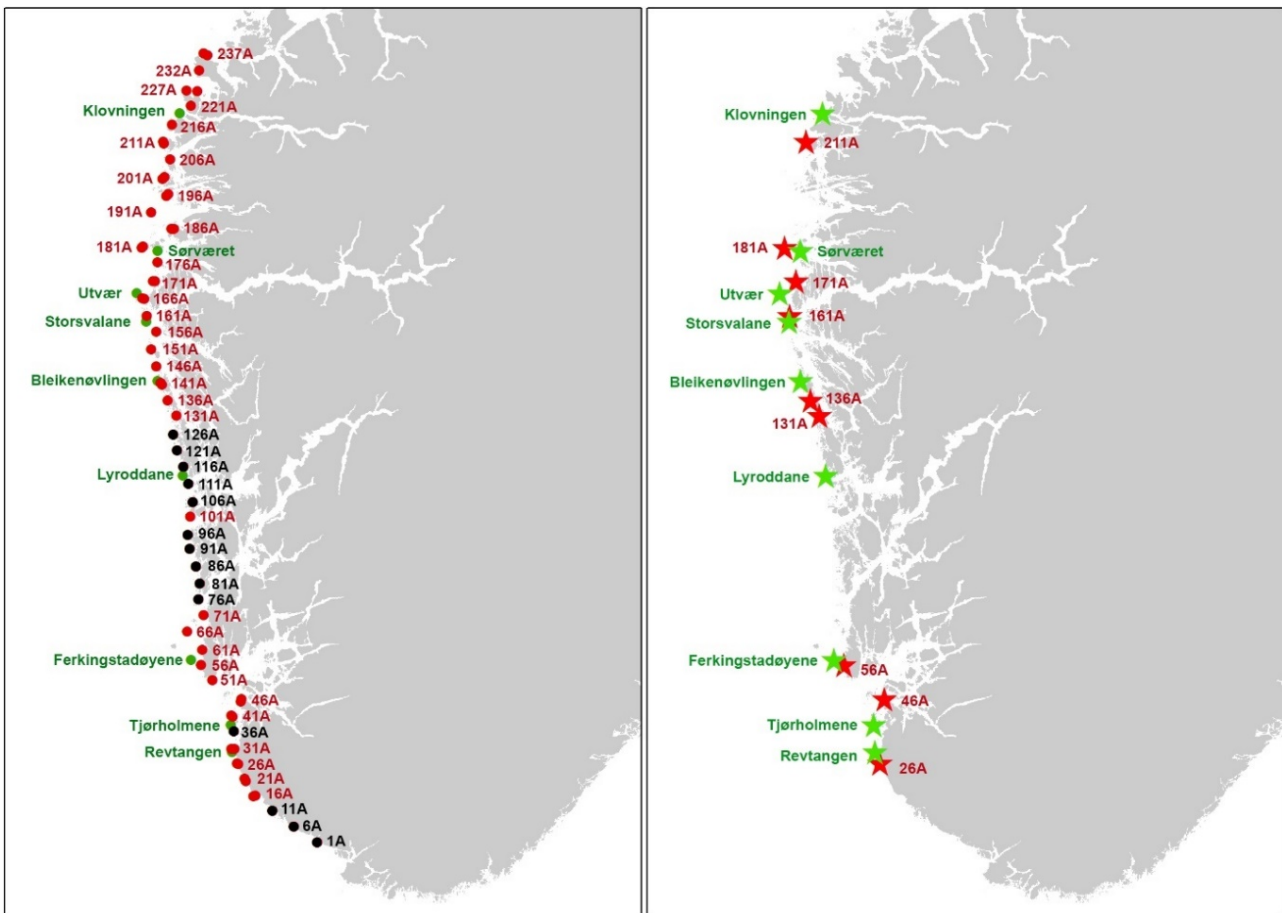 237A
232A
227A
221A
Klovningen
216A
211A
206A
201A
196A
191A
186A
181A
Sørværet
176A
171A
Utvær
166A
161A
Storsvalane
156A
151A
146A
Bleikenøvlingen
141A
136A
131A
126A
121A
116A
Lyroddane
111A
106A
101A
96A
91A
86A
81A
76A
71A
66A
61A
Ferkingstadøyene
56A
51A
46A
41A
Tjørholmene
36A
31A
Revtangen
26A
21A
16A
11A
6A
1A
Klovningen
211A
181A
Sørværet
171A
Utvær
161A
Storsvalane
Bleikenøvlingen
136A
131A
Lyroddane
Ferkingstadøyene
56A
46A
Tjørholmene
Revtangen
26A